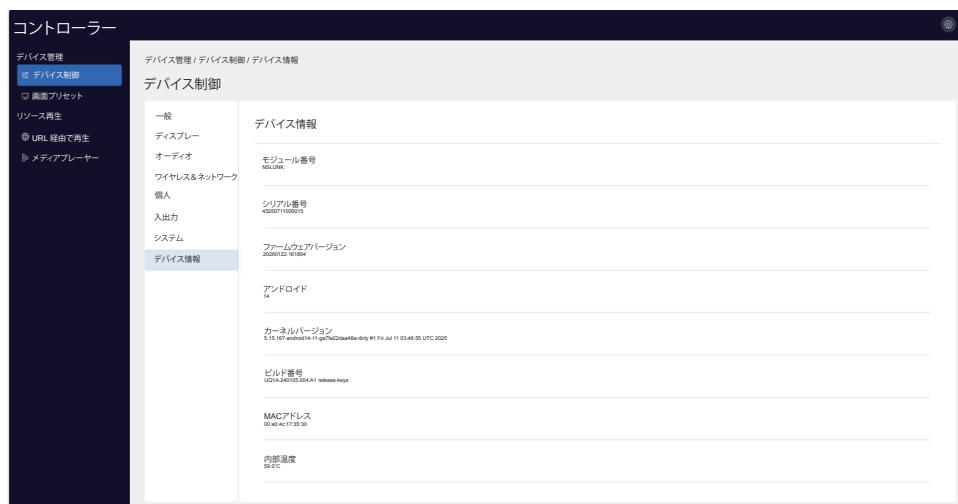 コントローラー
デバイス管理
デバイス制御
画面プリセット
リソース再生
URL 経由で再生
メディアプレーヤー
デバイス管理 / デバイス制御 / デバイス情報
デバイス制御
一般
ディスプレー
オーディオ
ワイヤレス＆ネットワーク
個人
入出力
システム
デバイス情報
デバイス情報
モジュール番号
NSLUNK
シリアル番号
45250711000015
ファームウェアバージョン
20260122.161804
アンドロイド
14
カーネルバージョン
5.15.167-android14-11-ga7fe22daa48a-dirty #1 Fri Jul 11 03:46:55 UTC 2025
ビルド番号
UQ1A.240105.004.A1 release-keys
MACアドレス
00:e0:4c:17:35:30
内部温度
59.0°C